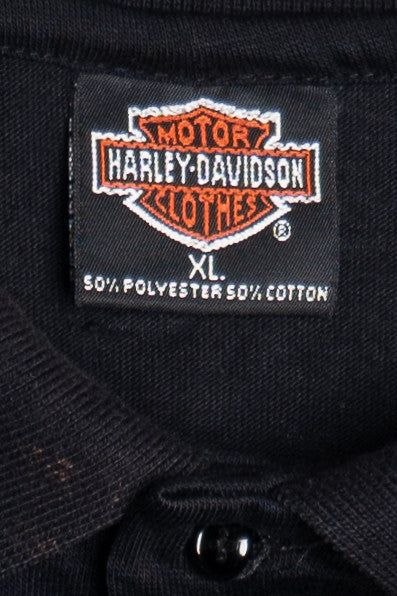 MOTOR
HARLEY-DAVIDSON
CLOTHES
®
XL.
50% POLYESTER 50% COTTON